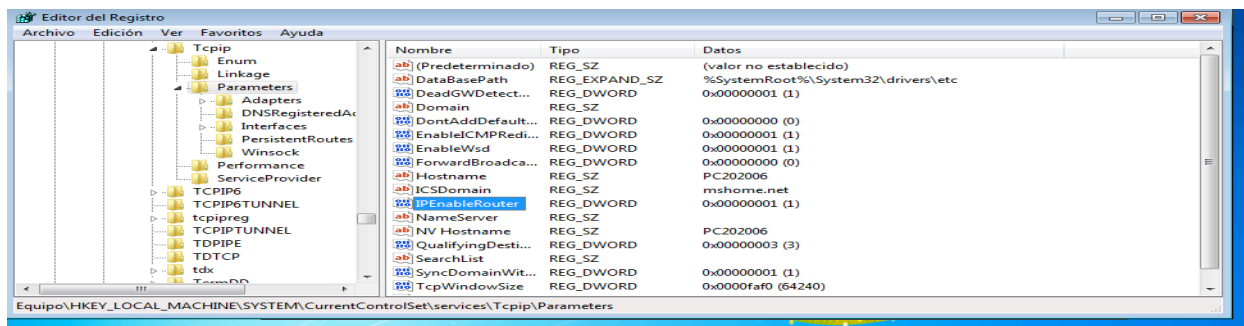 Editor del Registro
Archivo Edición Ver Favoritos Ayuda
Tcpip
Enum
Linkage
Parameters
Adapters
DNSRegisteredAd
Interfaces
PersistentRoutes
Winsock
Performance
ServiceProvider
TCPIP6
TCPIP6TUNNEL
tcpipreg
TCPIPTUNNEL
TDPIPE
TDTCP
tdx
TermDD
Nombre Tipo Datos
(Predeterminado) REG_SZ (valor no establecido)
DataBasePath REG_EXPAND_SZ %SystemRoot%\System32\drivers\etc
DeadGWDetect... REG_DWORD 0x00000001 (1)
Domain REG_SZ
DontAddDefault... REG_DWORD 0x00000000 (0)
EnableICMPRedi... REG_DWORD 0x00000001 (1)
EnableWsd REG_DWORD 0x00000001 (1)
ForwardBroadca... REG_DWORD 0x00000000 (0)
Hostname REG_SZ PC202006
ICSDomain REG_SZ mshome.net
IPEnableRouter REG_DWORD 0x00000001 (1)
NameServer REG_SZ
NV Hostname REG_SZ PC202006
QualifyingDesti... REG_DWORD 0x00000003 (3)
SearchList REG_SZ
SyncDomainWit... REG_DWORD 0x00000001 (1)
TcpWindowSize REG_DWORD 0x0000faf0 (64240)
Equipo\HKEY_LOCAL_MACHINE\SYSTEM\CurrentControlSet\services\Tcpip\Parameters